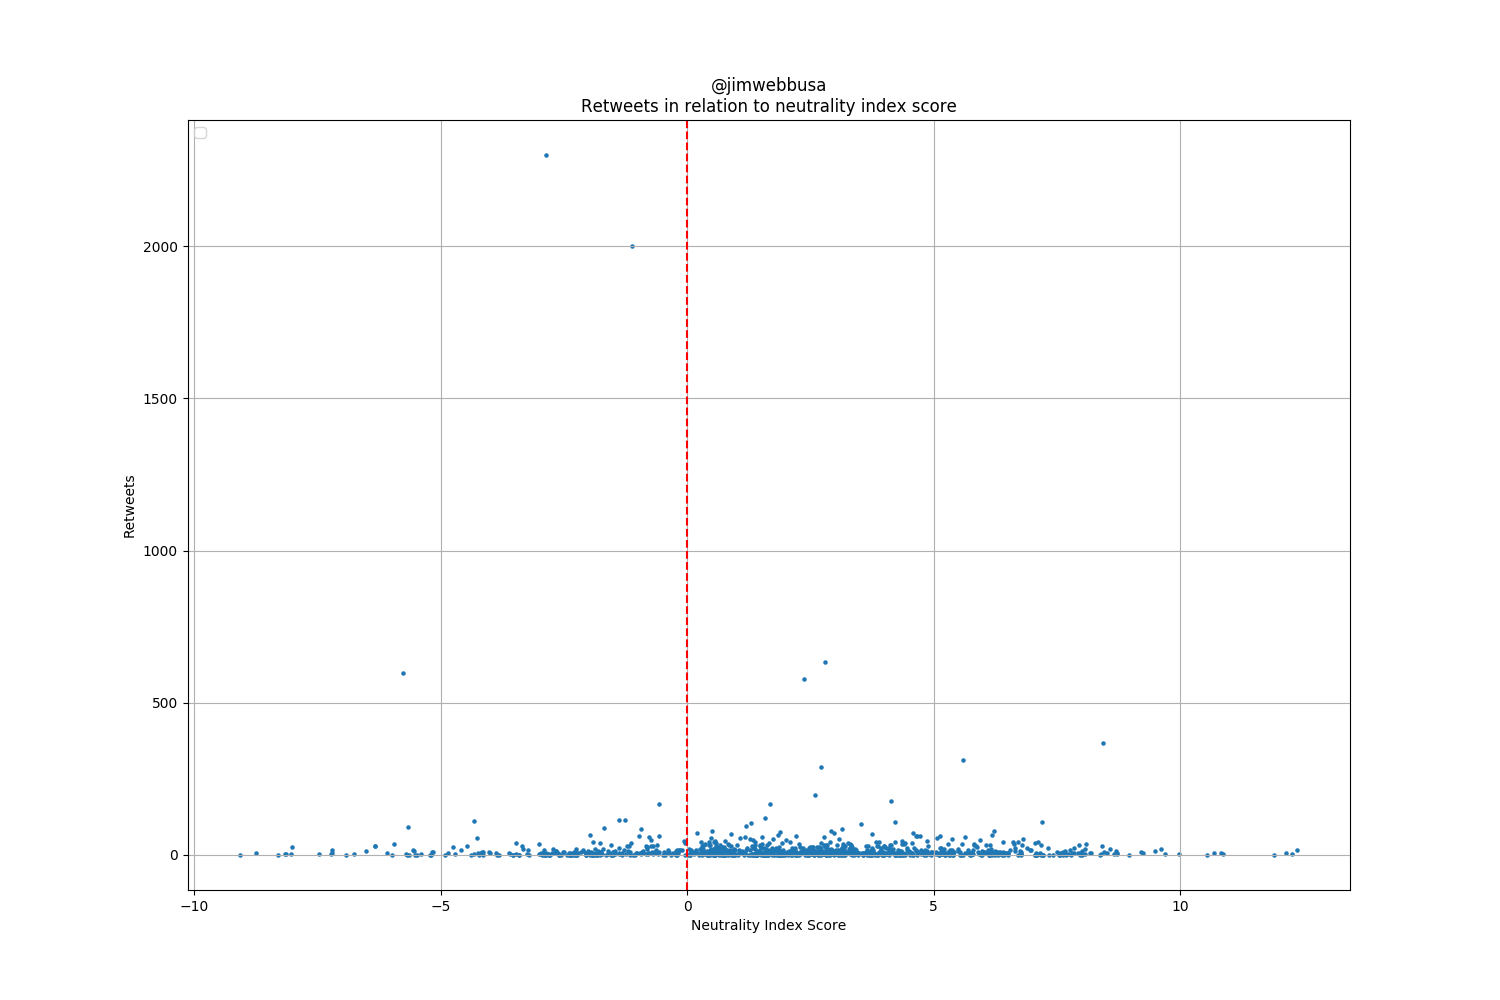 @jimwebbusa
Retweets in relation to neutrality index score
2000
1500
1000
500
0
Retweets
−10
−5
0
5
10
Neutrality Index Score